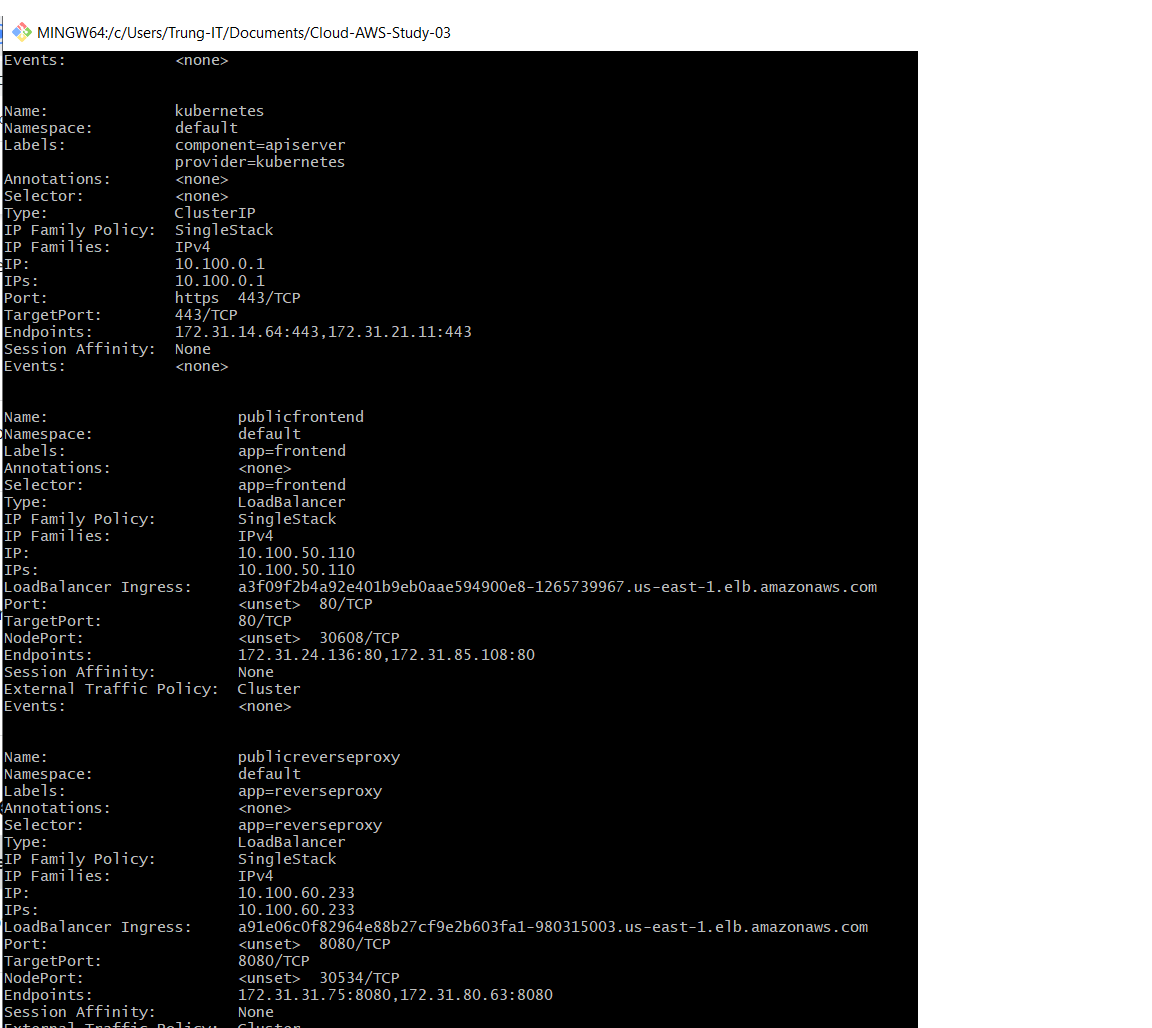 MINGW64:/c/Users/Trung-IT/Documents/Cloud-AWS-Study-03
Events:            <none>
Name:              kubernetes
Namespace:         default
Labels:            component=apiserver
                   provider=kubernetes
Annotations:       <none>
Selector:          <none>
Type:              ClusterIP
IP Family Policy:  SingleStack
IP Families:       IPv4
IP:                10.100.0.1
IPs:               10.100.0.1
Port:              https  443/TCP
TargetPort:        443/TCP
Endpoints:         172.31.14.64:443,172.31.21.11:443
Session Affinity:  None
Events:            <none>
Name:                     publicfrontend
Namespace:                default
Labels:                   app=frontend
Annotations:              <none>
Selector:                 app=frontend
Type:                     LoadBalancer
IP Family Policy:         SingleStack
IP Families:              IPv4
IP:                       10.100.50.110
IPs:                      10.100.50.110
LoadBalancer Ingress:     a3f09f2b4a92e401b9eb0aae594900e8-1265739967.us-east-1.elb.amazonaws.com
Port:                     <unset>  80/TCP
TargetPort:               80/TCP
NodePort:                 <unset>  30608/TCP
Endpoints:                172.31.24.136:80,172.31.85.108:80
Session Affinity:         None
External Traffic Policy:  Cluster
Events:                   <none>
Name:                     publicreverseproxy
Namespace:                default
Labels:                   app=reverseproxy
Annotations:              <none>
Selector:                 app=reverseproxy
Type:                     LoadBalancer
IP Family Policy:         SingleStack
IP Families:              IPv4
IP:                       10.100.60.233
IPs:                      10.100.60.233
LoadBalancer Ingress:     a91e06c0f82964e88b27cf9e2b603fa1-980315003.us-east-1.elb.amazonaws.com
Port:                     <unset>  8080/TCP
TargetPort:               8080/TCP
NodePort:                 <unset>  30534/TCP
Endpoints:                172.31.31.75:8080,172.31.80.63:8080
Session Affinity:         None
External Traffic Policy:  Cluster